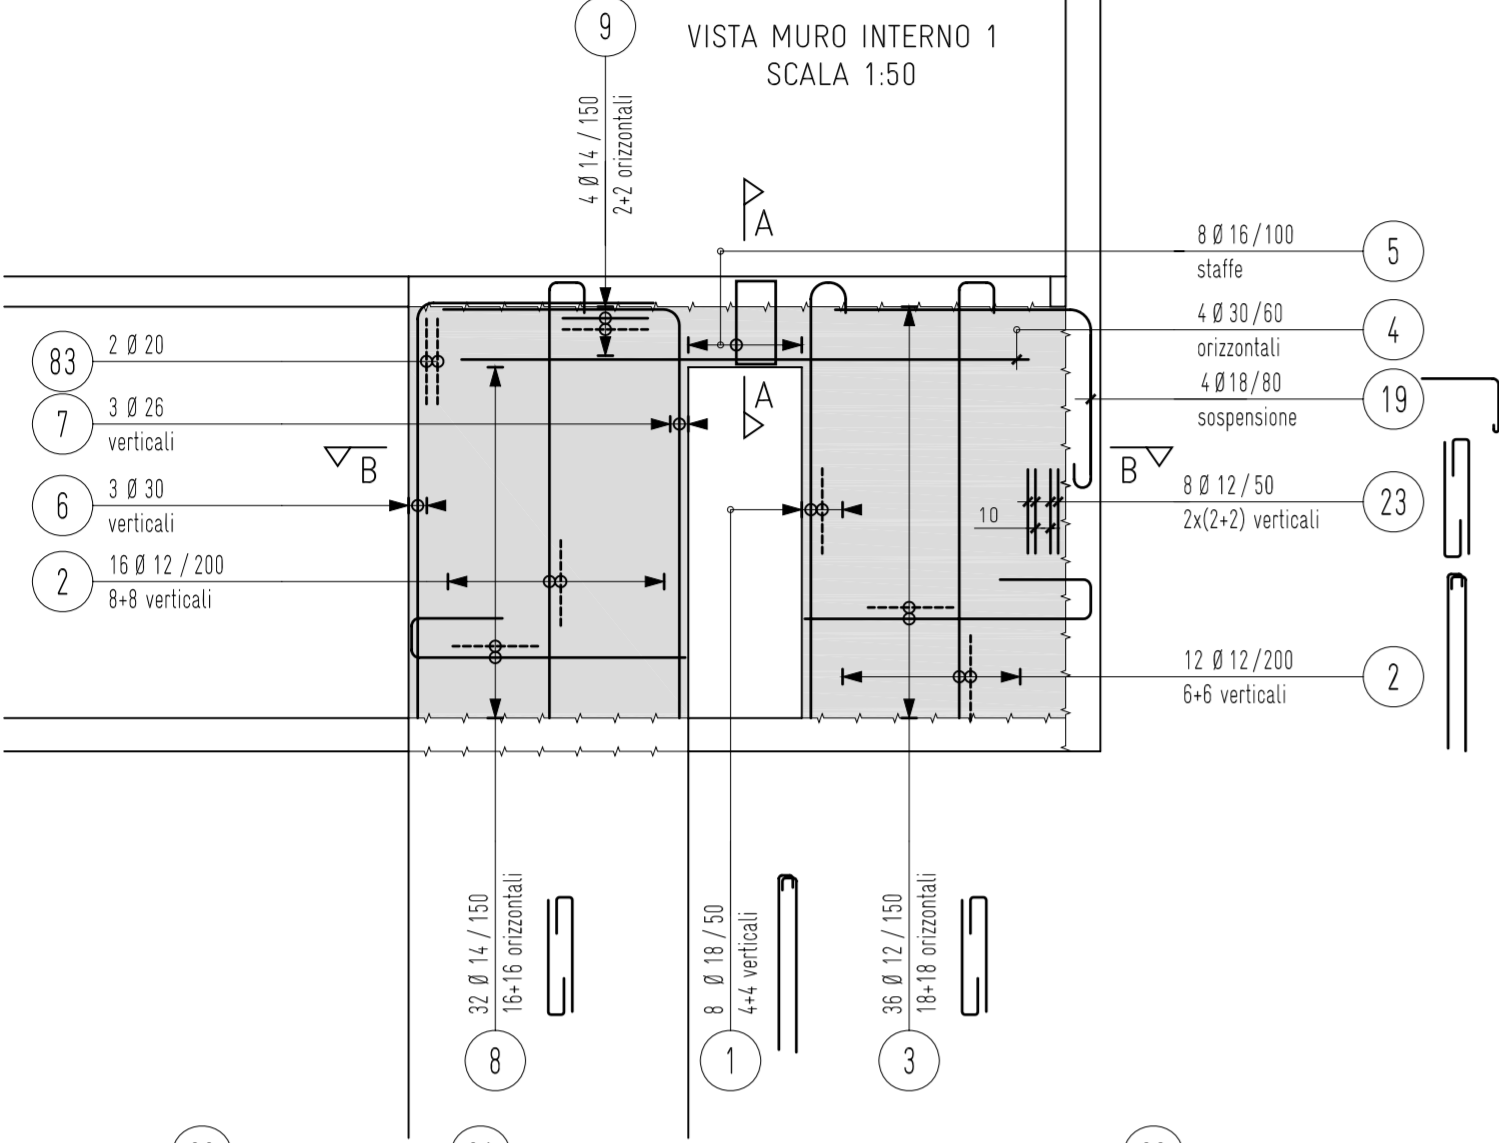 VISTA MURO INTERNO 1
SCALA 1:50
9
4 Ø 14 / 150
2+2 orizzontali
A
8 Ø 16/100
staffe
5
4 Ø 30/60
orizzontali
4
4Ø18/80
sospensione
19
83
2 Ø 20
7
3 Ø 26
verticali
A
B
B
6
3 Ø 30
verticali
8 Ø 12/50
2x(2+2) verticali
23
10
2
16 Ø 12 / 200
8+8 verticali
12 Ø 12/200
6+6 verticali
2
32 Ø 14 / 150
16+16 orizzontali
8
8 Ø 18 / 50
4+4 verticali
1
36 Ø 12 / 150
18+18 orizzontali
3